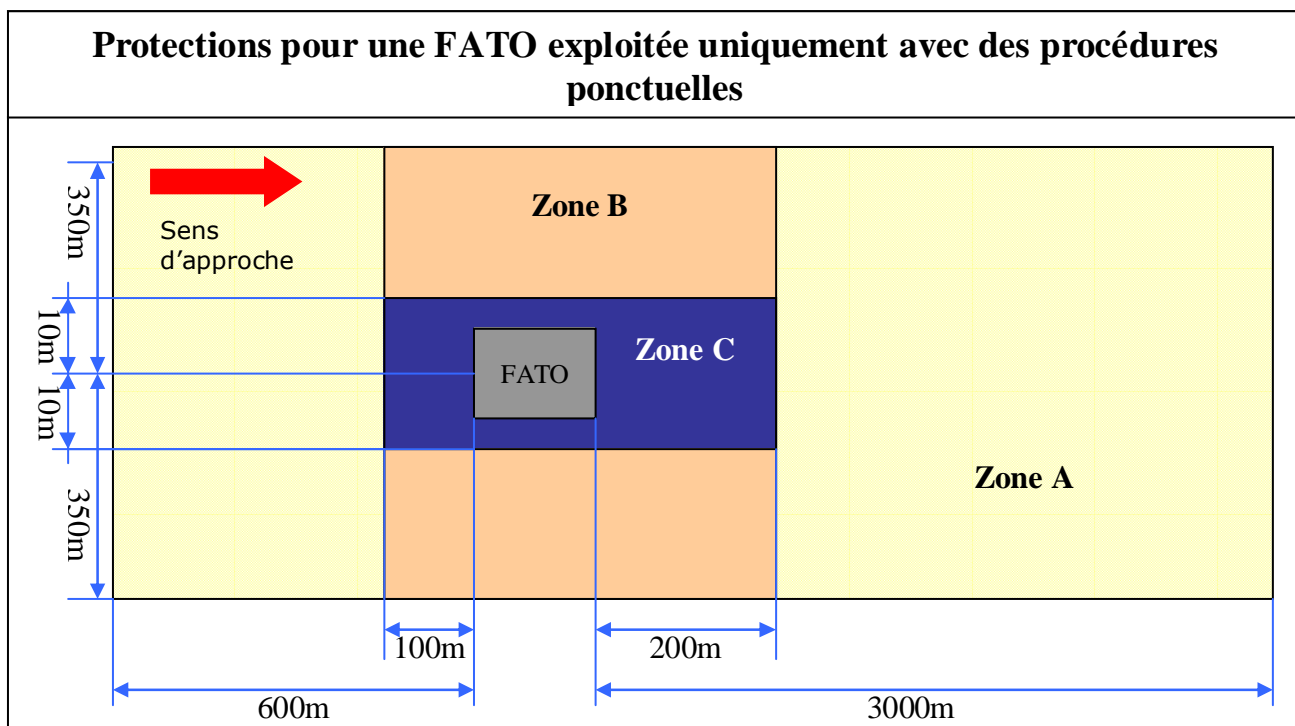 Protections pour une FATO exploitée uniquement avec des procédures
ponctuelles
Sens
d'approche
Zone B
350m
10m
Zone C
FATO
10m
350m
Zone A
100m
200m
600m
3000m